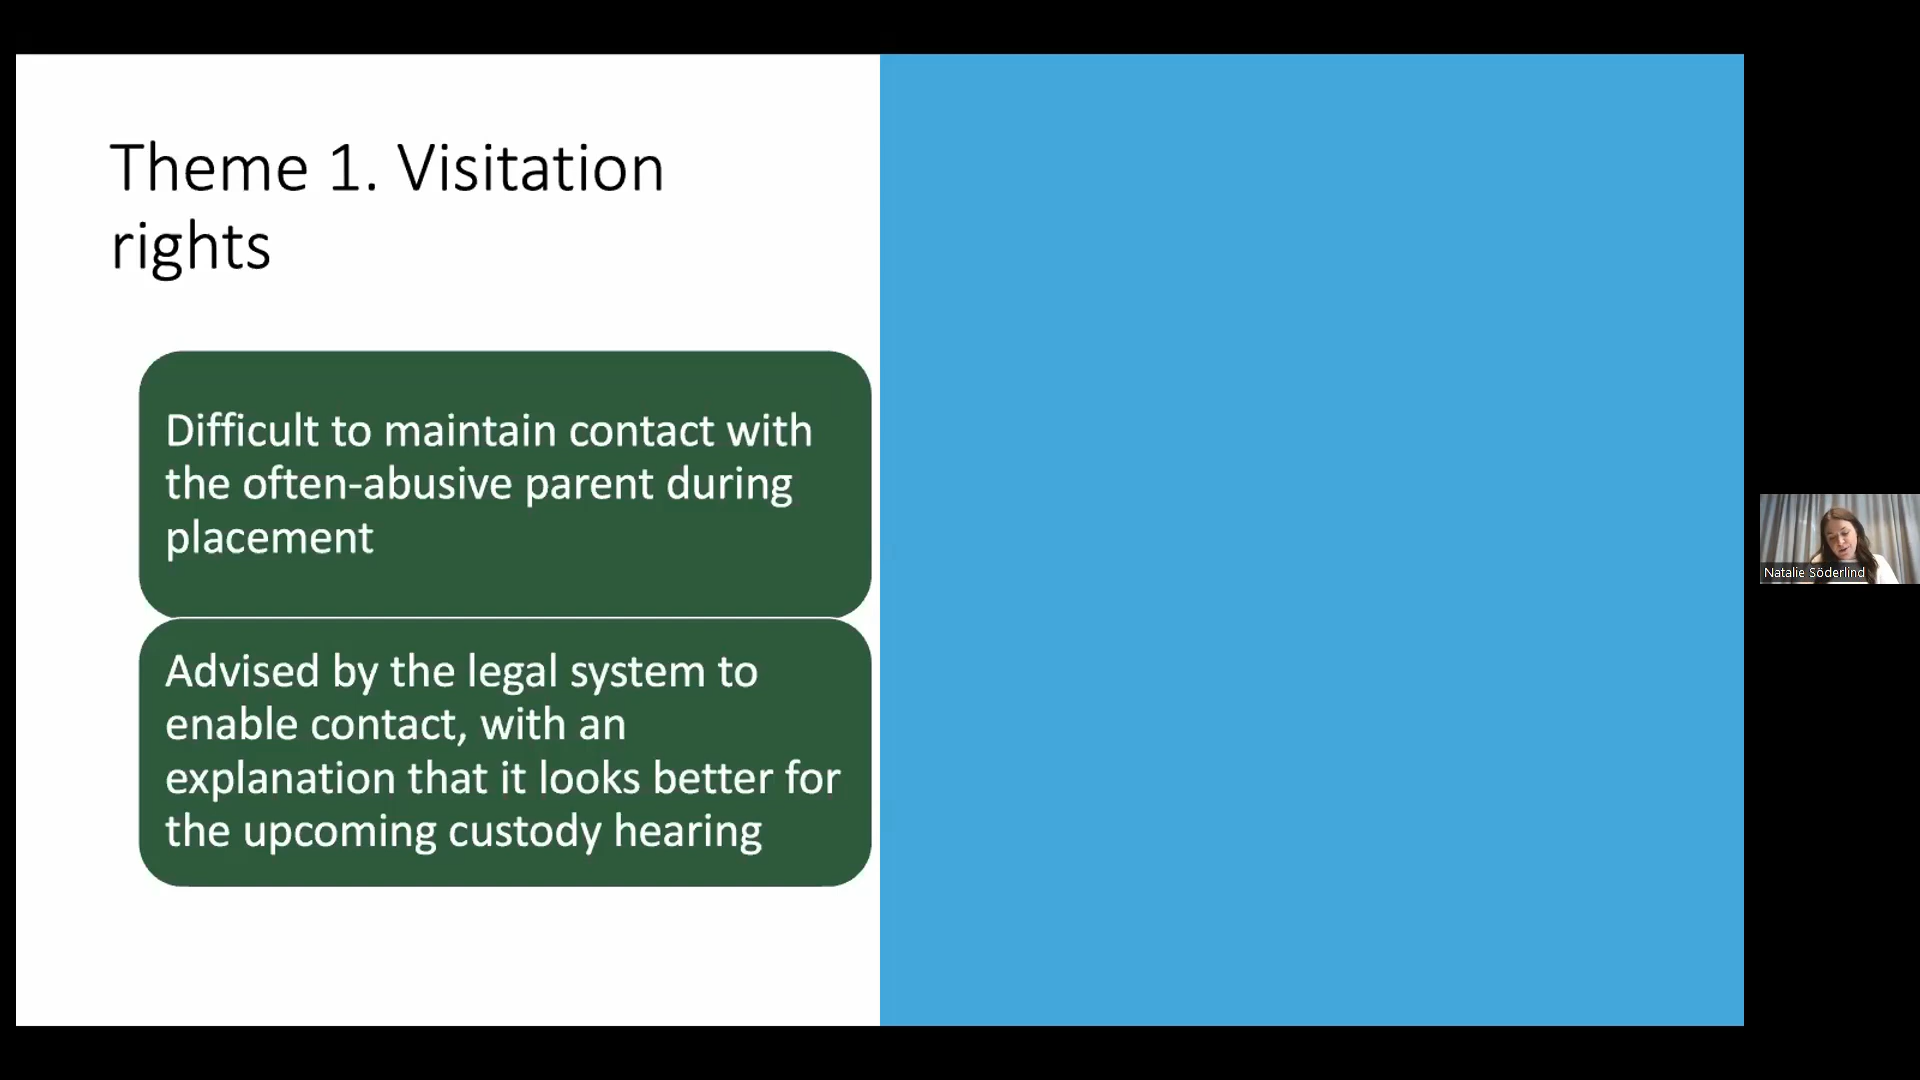 Theme 1. Visitation
rights
Difficult to maintain contact with
the often-abusive parent during
placement
Advised by the legal system to
enable contact, with an
explanation that it looks better for
the upcoming custody hearing
Natalie Söderlind